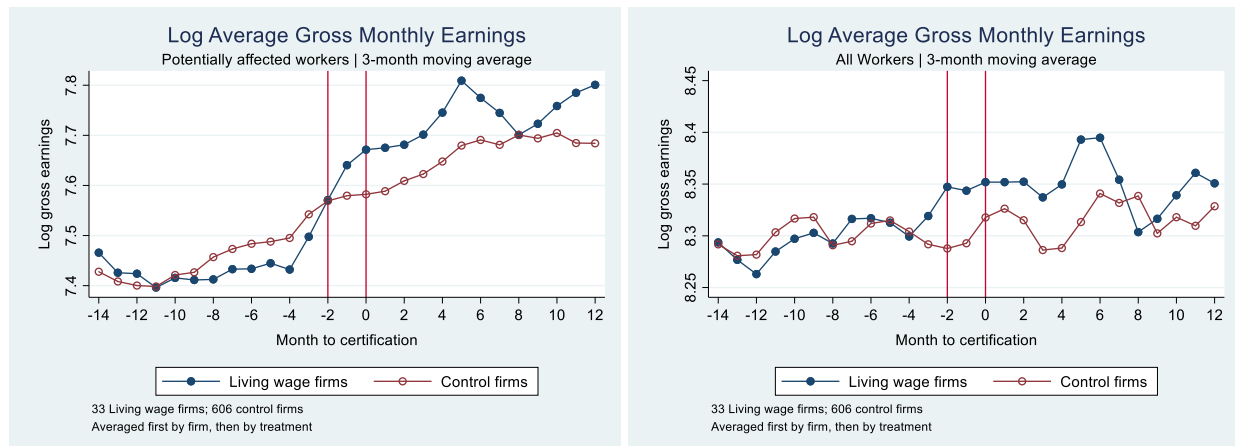 Log Average Gross Monthly Earnings
Potentially affected workers | 3-month moving average
Log gross earnings
7.8
7.7
7.6
7.5
7.4
-14 -12 -10 -8 -6 -4 -2 0 2 4 6 8 10 12
Month to certification
Living wage firms Control firms
33 Living wage firms; 606 control firms
Averaged first by firm, then by treatment
Log Average Gross Monthly Earnings
All Workers | 3-month moving average
Log gross earnings
8.45
8.4
8.35
8.3
8.25
-14 -12 -10 -8 -6 -4 -2 0 2 4 6 8 10 12
Month to certification
Living wage firms Control firms
33 Living wage firms; 606 control firms
Averaged first by firm, then by treatment